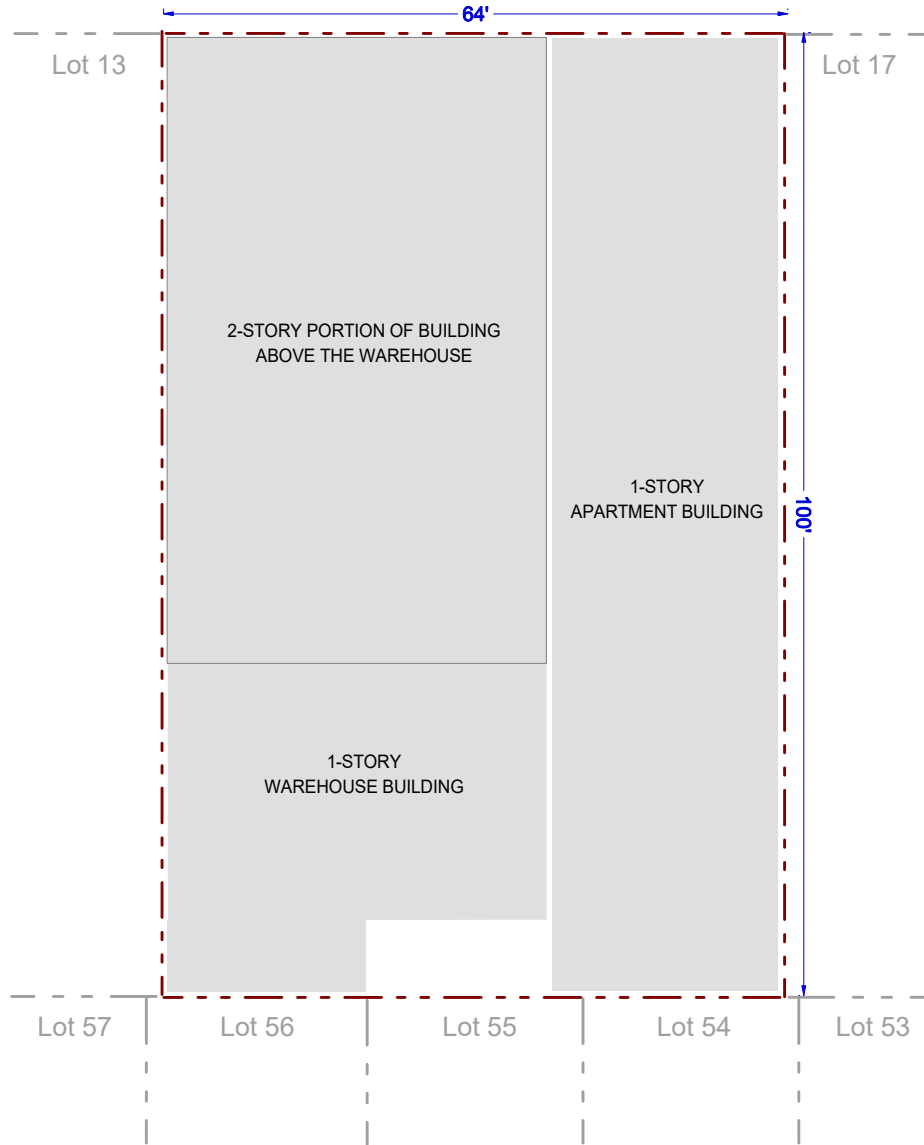 64'
Lot 13
Lot 17
2-STORY PORTION OF BUILDING
ABOVE THE WAREHOUSE
1-STORY
APARTMENT BUILDING
100'
1-STORY
WAREHOUSE BUILDING
Lot 57
Lot 56
Lot 55
Lot 54
Lot 53